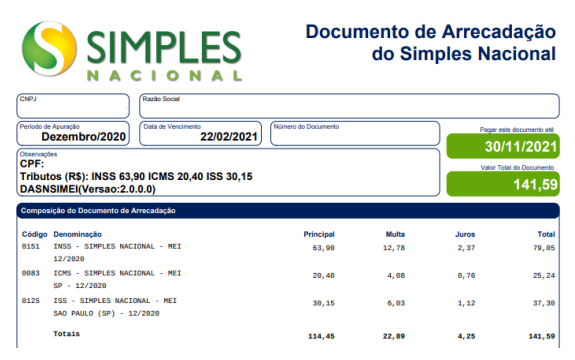 SIMPLES
NACIONAL
Documento de Arrecadação
do Simples Nacional
CNPJ
Razão Social
Período de Apuração
Dezembro/2020
Data de Vencimento
22/02/2021
Número do Documento
Pagar este documento até
30/11/2021
Observações
CPF:
Tributos (R$): INSS 63,90 ICMS 20,40 ISS 30,15
DASNSIMEI(Versao:2.0.0.0)
Valor Total do Documento
141,59
Composição do Documento de Arrecadação
Código Denominação Principal Multa Juros Total
0151 INSS - SIMPLES NACIONAL - MEI 63,90 12,78 2,37 79,05
12/2020
0083 ICMS - SIMPLES NACIONAL - MEI 20,40 4,08 0,76 25,24
SP - 12/2020
0125 ISS - SIMPLES NACIONAL - MEI 30,15 6,03 1,12 37,30
SAO PAULO (SP) - 12/2020
Totais 114,45 22,89 4,25 141,59